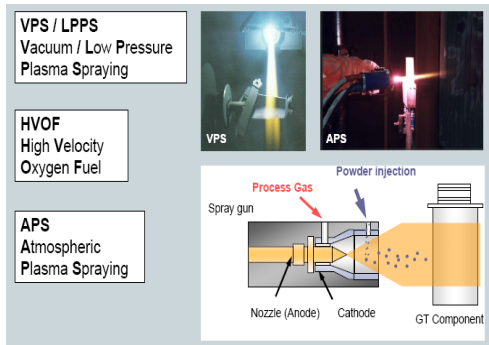 VPS / LPPS
Vacuum / Low Pressure
Plasma Spraying
HVOF
High Velocity
Oxygen Fuel
APS
Atmospheric
Plasma Spraying
VPS
APS
Powder injection
Process Gas
Spray gun
Nozzle (Anode)
Cathode
GT Component